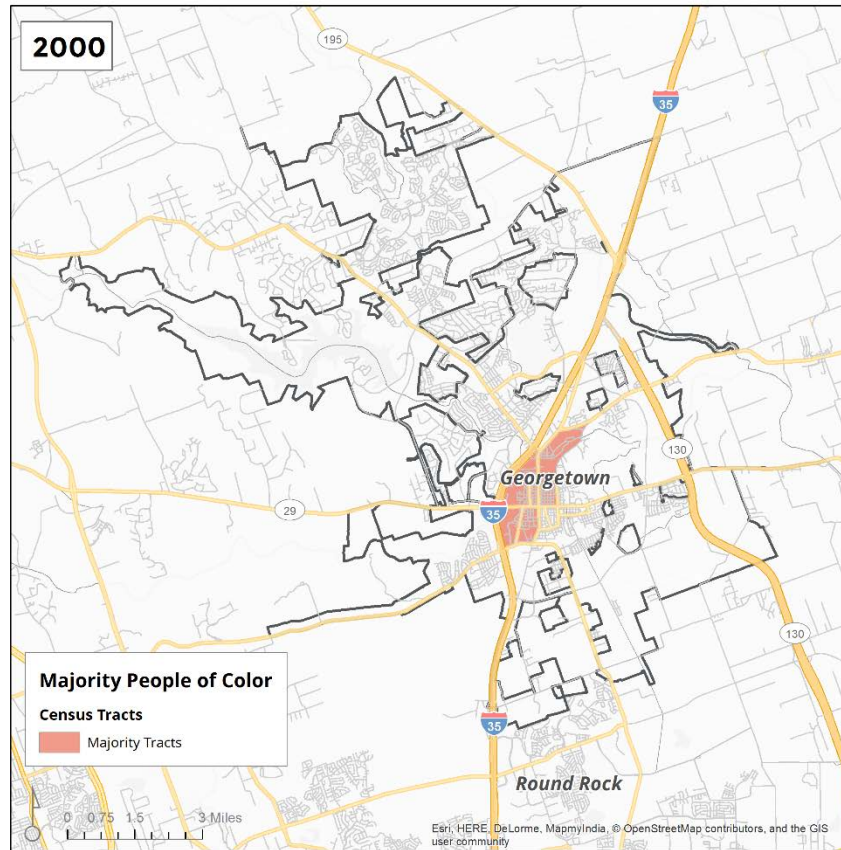 2000
195
35
130
Georgetown
29
35
130
Majority People of Color
Census Tracts
Majority Tracts
35
Round Rock
0 0.75 1.5 3 Miles
Esri, HERE, DeLorme, MapmyIndia, © OpenStreetMap contributors, and the GIS
user community